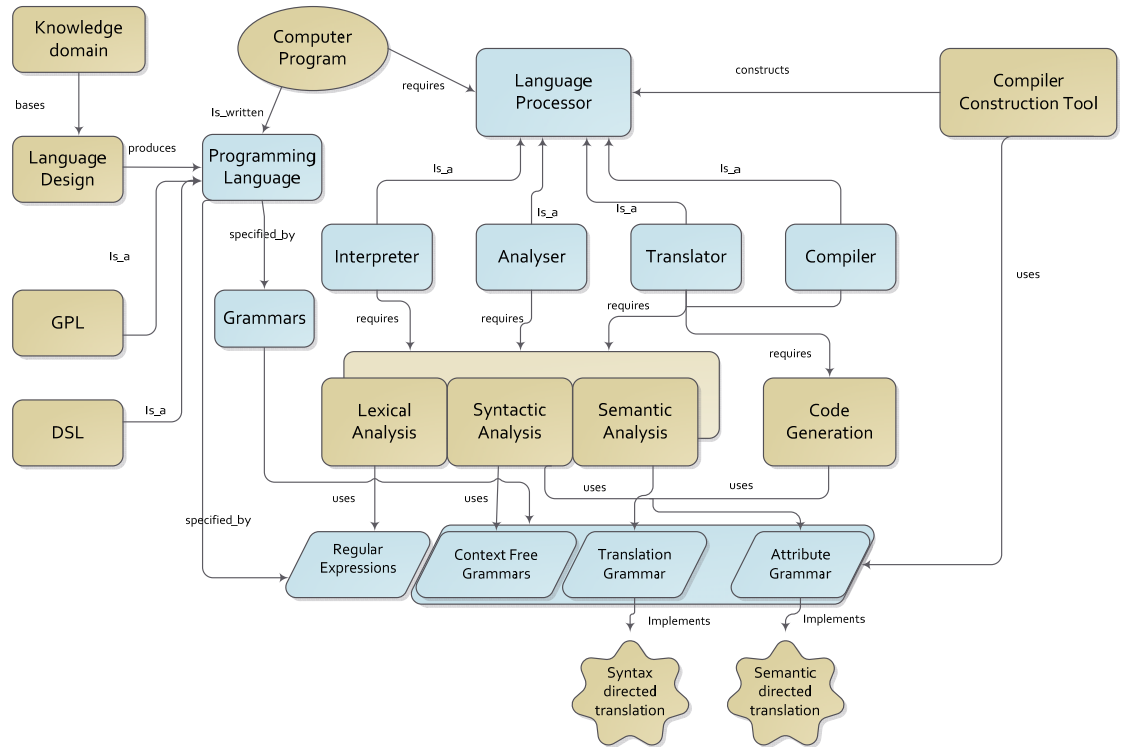 Knowledge
domain
Computer
Program
Language
Processor
Compiler
Construction Tool
constructs
requires
bases
Is_written
Language
Design
produces
Programming
Language
Is_a
Is_a
Is_a
Is_a
specified_by
Interpreter
Analyser
Translator
Compiler
Is_a
uses
GPL
Grammars
requires
requires
requires
requires
DSL
Is_a
Lexical
Analysis
Syntactic
Analysis
Semantic
Analysis
Code
Generation
uses
uses
uses
uses
specified_by
Regular
Expressions
Context Free
Grammars
Translation
Grammar
Attribute
Grammar
Implements
Implements
Syntax
directed
translation
Semantic
directed
translation